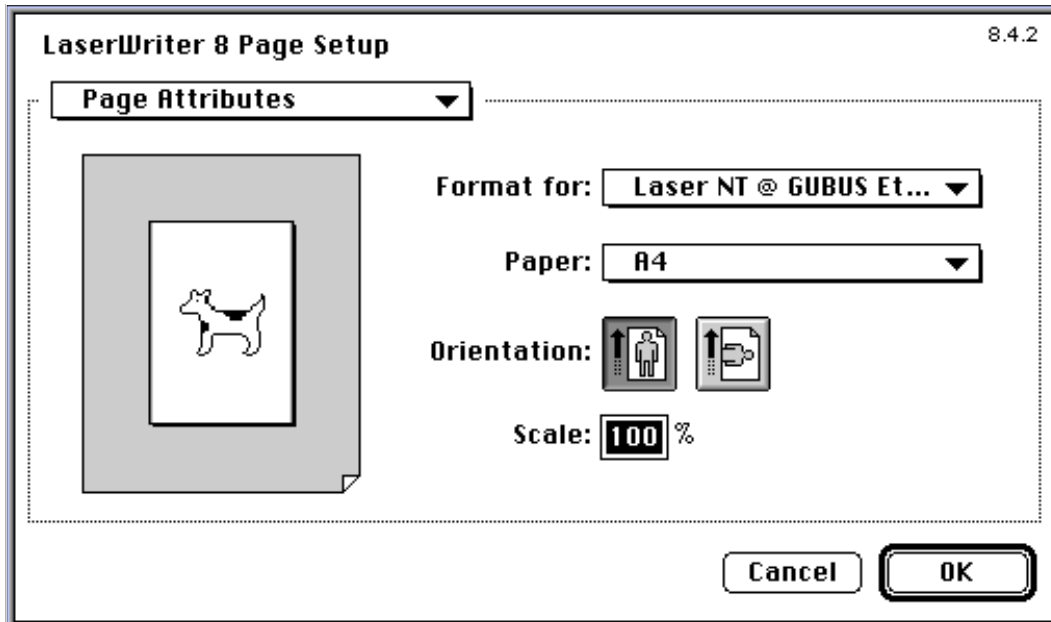 LaserWriter 8 Page Setup
8.4.2
Page Attributes
Format for: Laser NT @ GUBUS Et...
Paper: A4
Orientation:
Scale: 100 %
Cancel OK